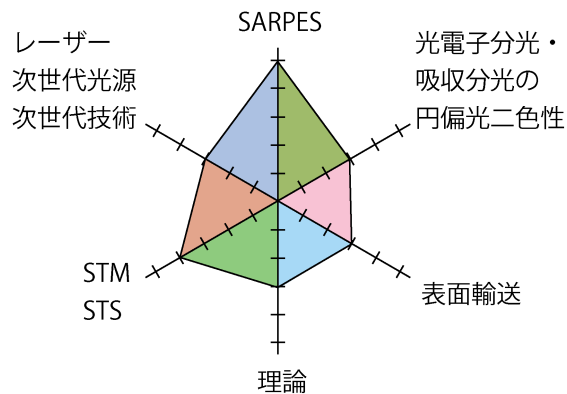 SARPES
レーザー
次世代光源
次世代技術
光電子分光・
吸収分光の
円偏光二色性
STM
STS
表面輸送
理論